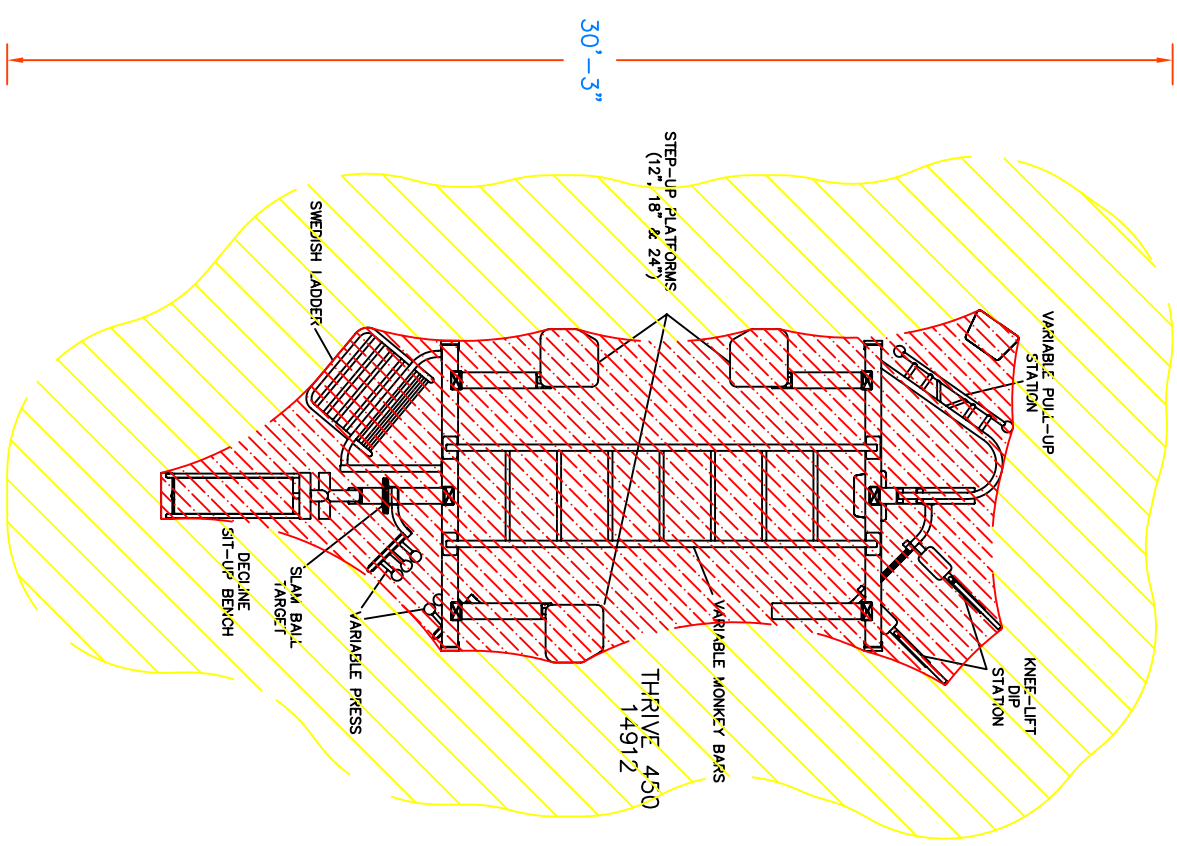 30'-3"
STEP-UP PLATFORMS
(12", 18" & 24")
SWEDISH LADDER
VARIABLE PULL-UP
STATION
DECLINE
SIT-UP BENCH
SLAM BALL
TARGET
VARIABLE PRESS
VARIABLE MONKEY BARS
KNEE-LIFT
DIP
STATION
THRIVE 450
14912